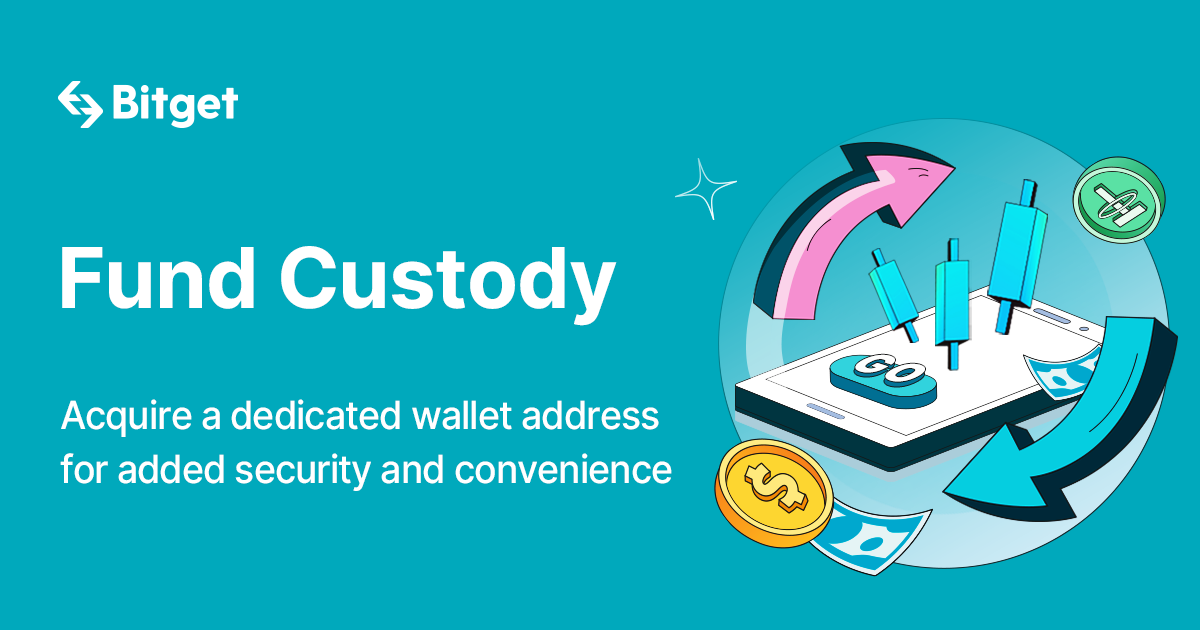 Bitget
Fund Custody
Acquire a dedicated wallet address
for added security and convenience
GO
$